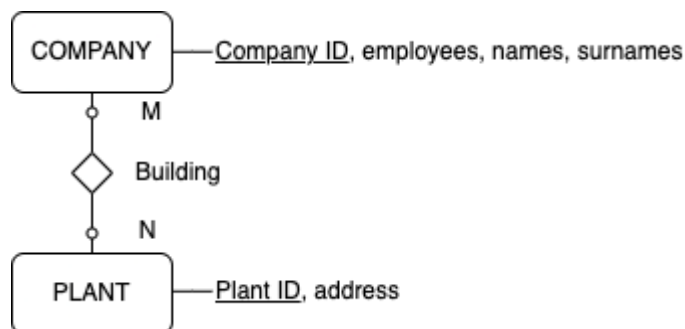 COMPANY
Company ID, employees, names, surnames
M
Building
N
PLANT
Plant ID, address